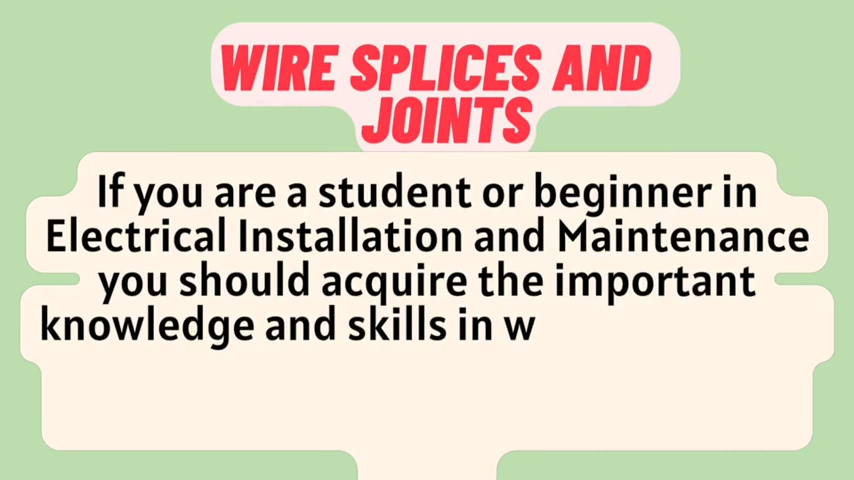 WIRE SPLICES AND
JOINTS
If you are a student or beginner in
Electrical Installation and Maintenance
you should acquire the important
knowledge and skills in w